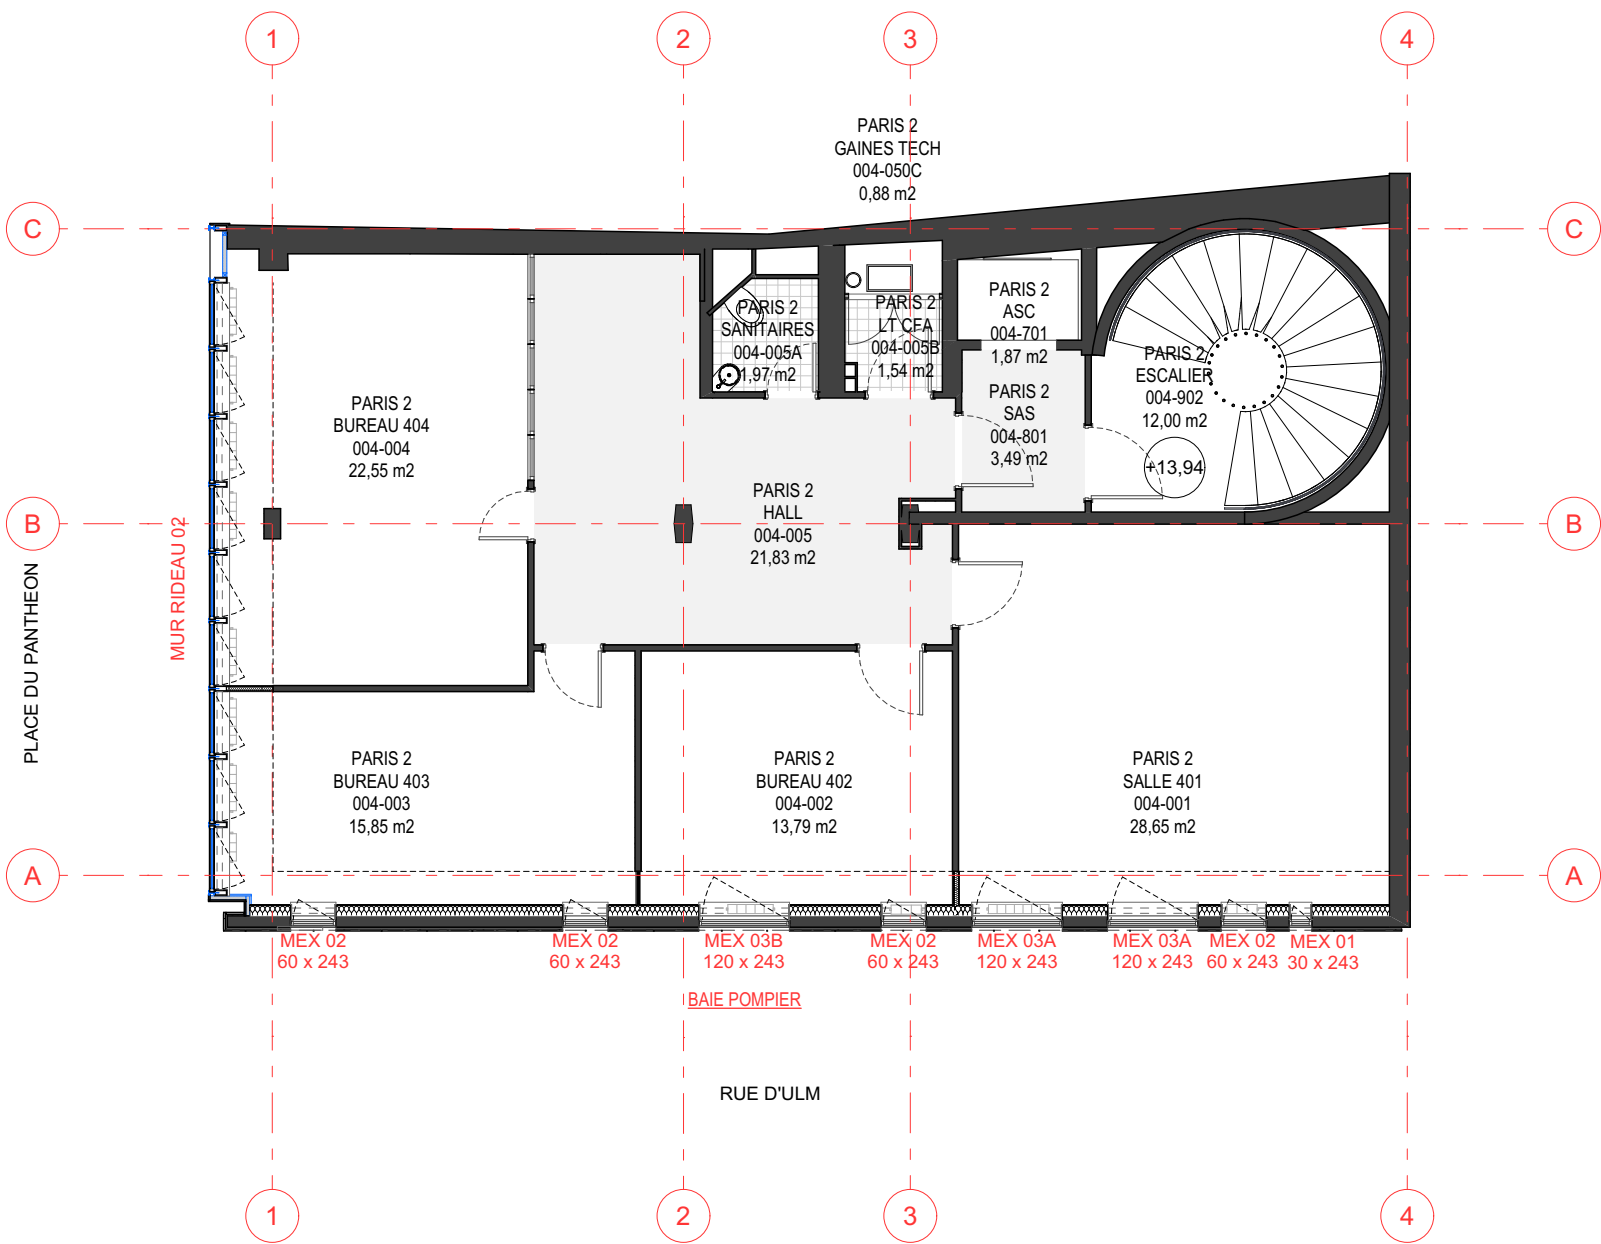 1
2
3
4
PARIS 2
GAINES TECH
004-050C
0,88 m2
C
C
PARIS 2
SANITAIRES
004-005A
1,97 m2
PARIS 2
LT CFA
004-005B
1,54 m2
PARIS 2
ASC
004-701
1,87 m2
PARIS 2
ESCALIER
004-902
12,00 m2
+13,94
PARIS 2
SAS
004-801
3,49 m2
PARIS 2
BUREAU 404
004-004
22,55 m2
PARIS 2
HALL
004-005
21,83 m2
B
B
MUR RIDEAU 02
PLACE DU PANTHEON
PARIS 2
BUREAU 403
004-003
15,85 m2
PARIS 2
BUREAU 402
004-002
13,79 m2
PARIS 2
SALLE 401
004-001
28,65 m2
A
A
MEX 02
60 x 243
MEX 02
60 x 243
MEX 03B
120 x 243
MEX 02
60 x 243
MEX 03A
120 x 243
MEX 03A
120 x 243
MEX 02
60 x 243
MEX 01
30 x 243
BAIE POMPIER
RUE D'ULM
1
2
3
4